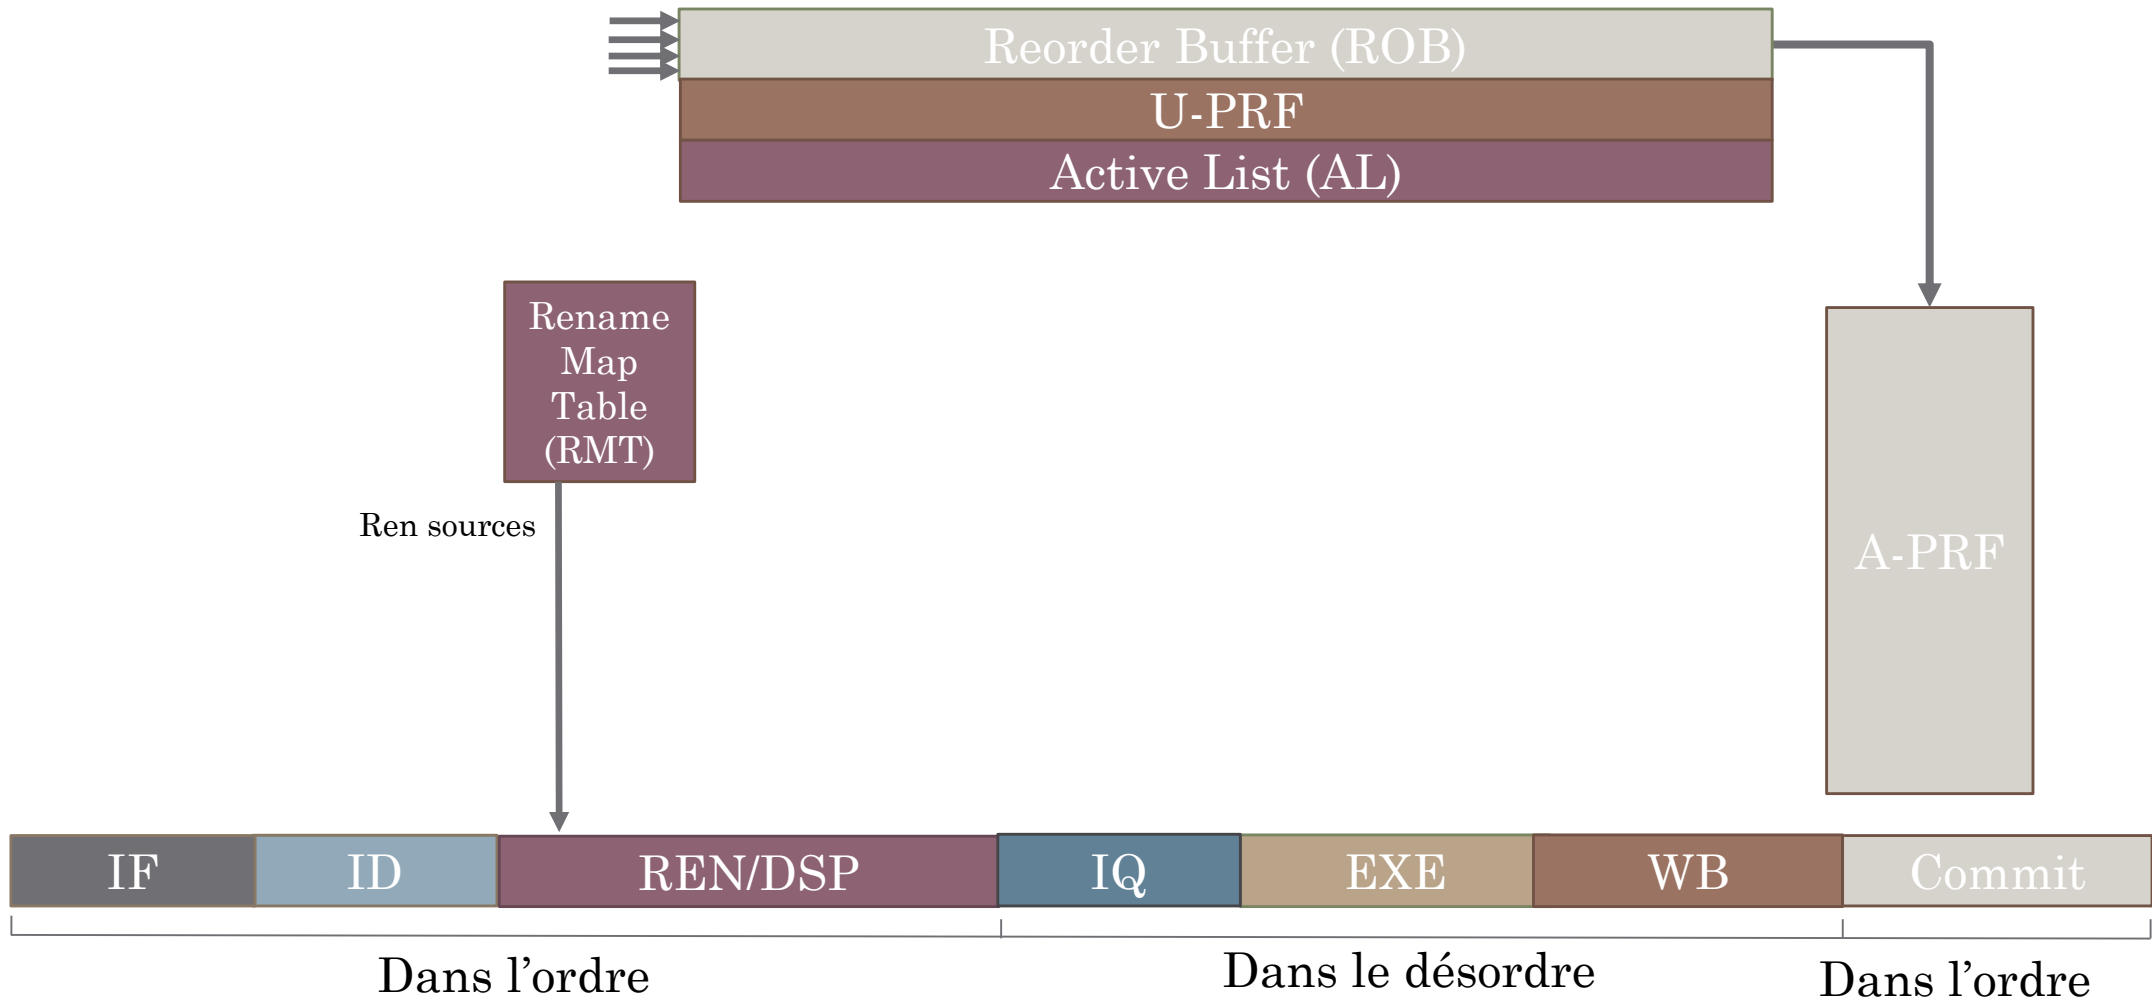 Reorder Buffer (ROB)
U-PRF
Active List (AL)
Rename
Map
Table
(RMT)
Ren sources
A-PRF
IF
ID
REN/DSP
IQ
EXE
WB
Commit
Dans l’ordre
Dans le désordre
Dans l’ordre